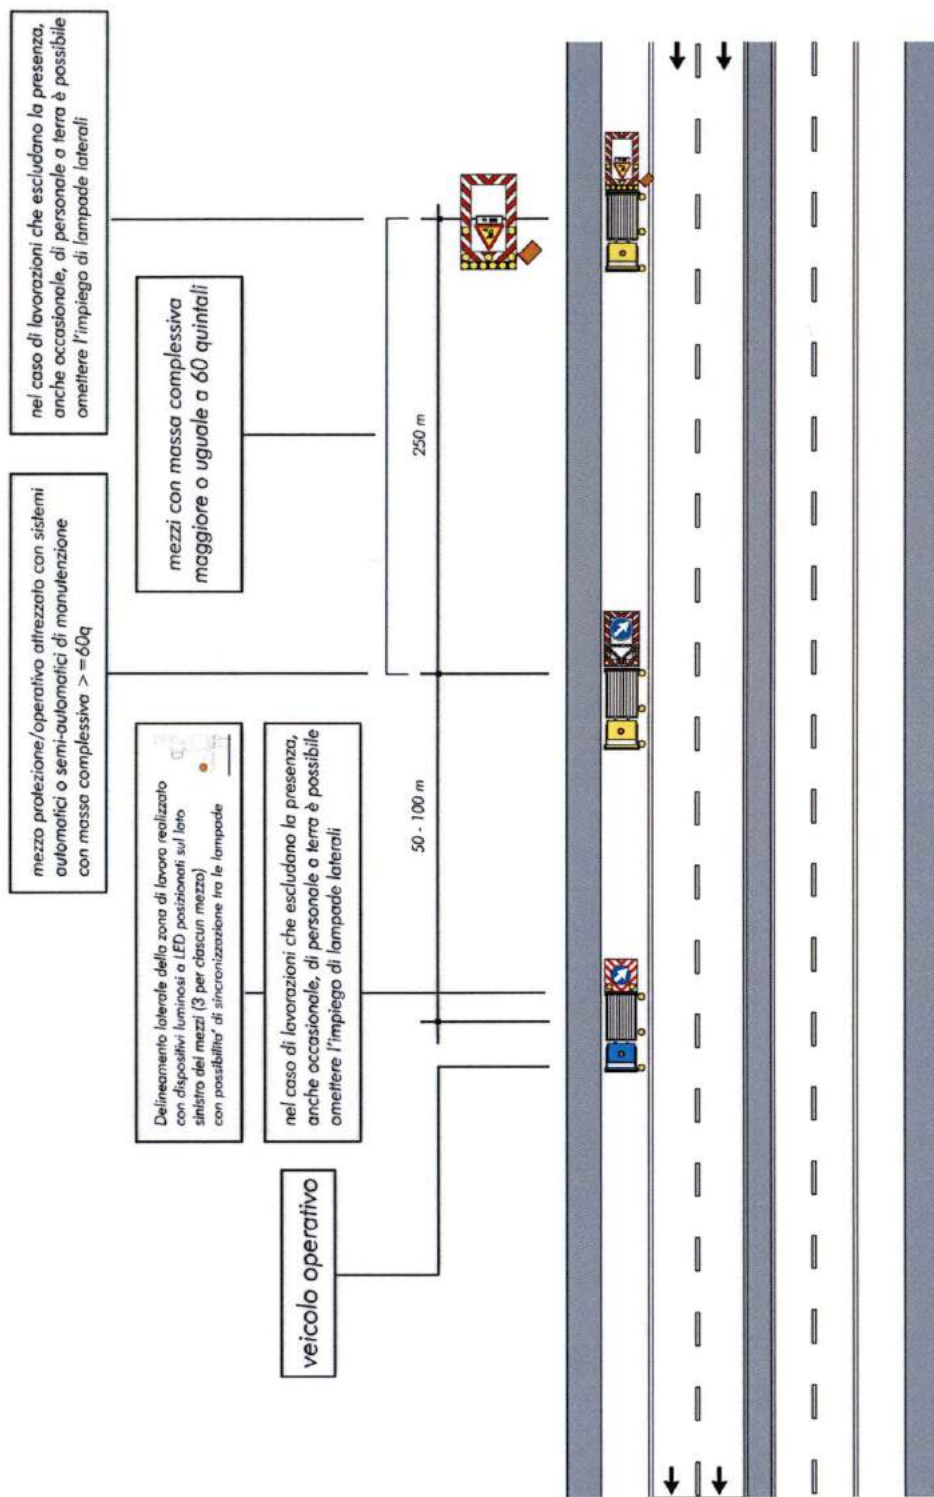 nel caso di lavorazioni che escludano la presenza,
anche occasionale, di personale a terra è possibile
omettere l'impiego di lampade laterali
mezzi con massa complessiva
maggiore o uguale a 60 quintali
mezzo protezione/operativo attrezzato con sistemi
automatici o semi-automatici di manutenzione
con massa complessiva >=60q
Delineamento laterale della zona di lavoro realizzato
con dispositivi luminosi a LED posizionati sul lato
sinistro dei mezzi (3 per ciascun mezzo)
con possibilita' di sincronizzazione tra le lampade
nel caso di lavorazioni che escludano la presenza,
anche occasionale, di personale a terra è possibile
omettere l'impiego di lampade laterali
veicolo operativo
250 m
50 - 100 m